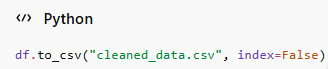 </> Python
df.to_csv("cleaned_data.csv", index=False)